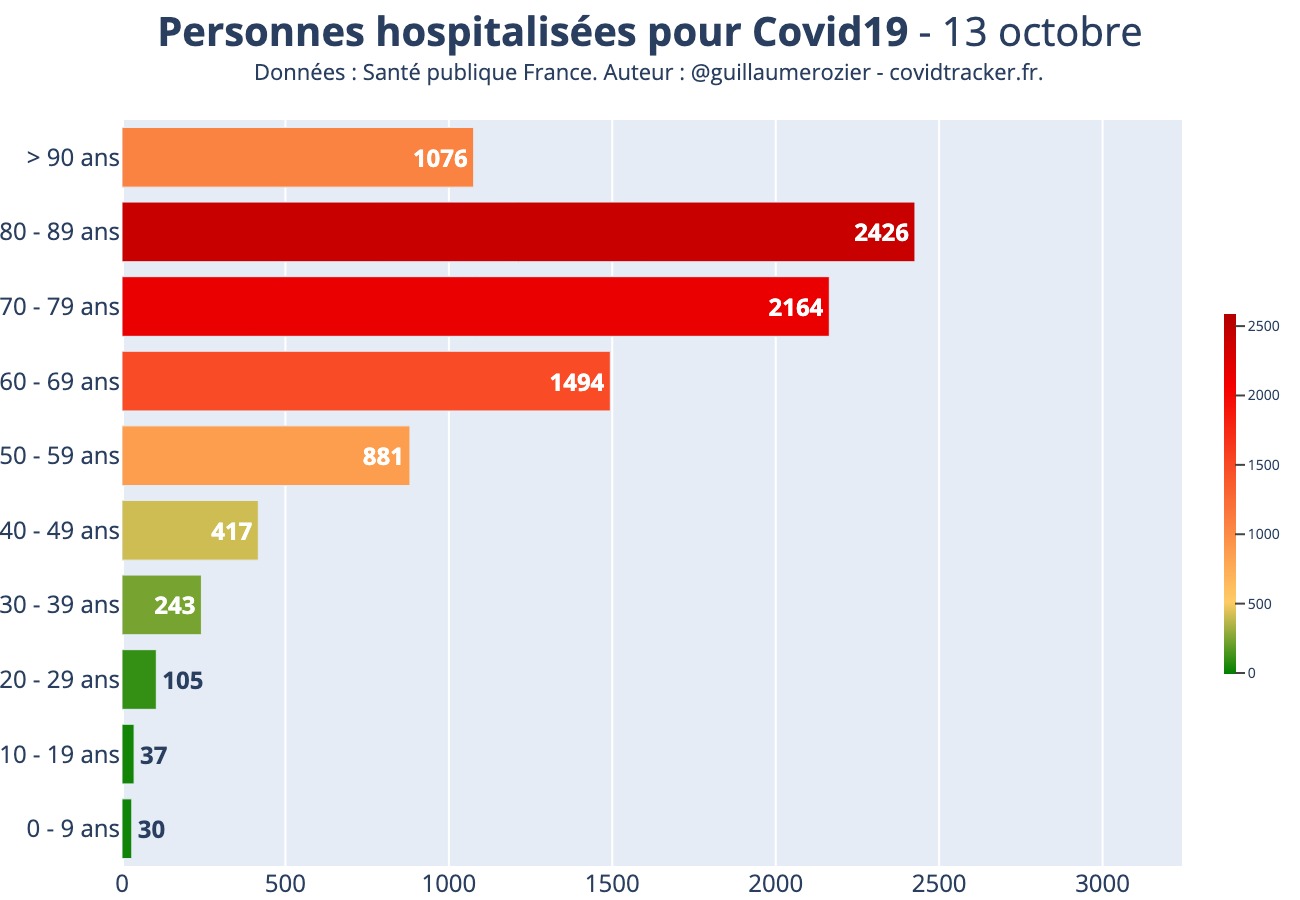 Personnes hospitalisées pour Covid19 - 13 octobre
Données : Santé publique France. Auteur : @guillaumerozier - covidtracker.fr.
> 90 ans 1076
80 - 89 ans 2426
70 - 79 ans 2164
60 - 69 ans 1494
50 - 59 ans 881
40 - 49 ans 417
30 - 39 ans 243
20 - 29 ans 105
10 - 19 ans 37
0 - 9 ans 30
0 500 1000 1500 2000 2500 3000
2500
2000
1500
1000
500
0